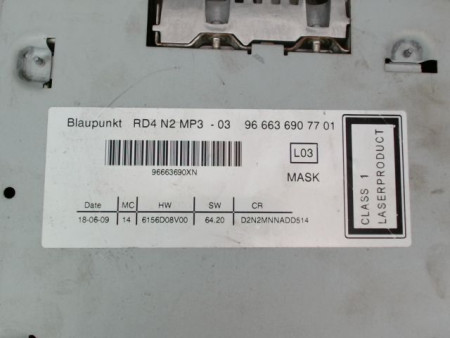 Blaupunkt RD4 N2 MP3 - 03 96 663 690 77 01
L03
96663690XN
MASK
CLASS 1
LASERPRODUCT
Date MC HW SW CR
18-06-09 14 6156D08V00 64.20 D2N2MNNADD514